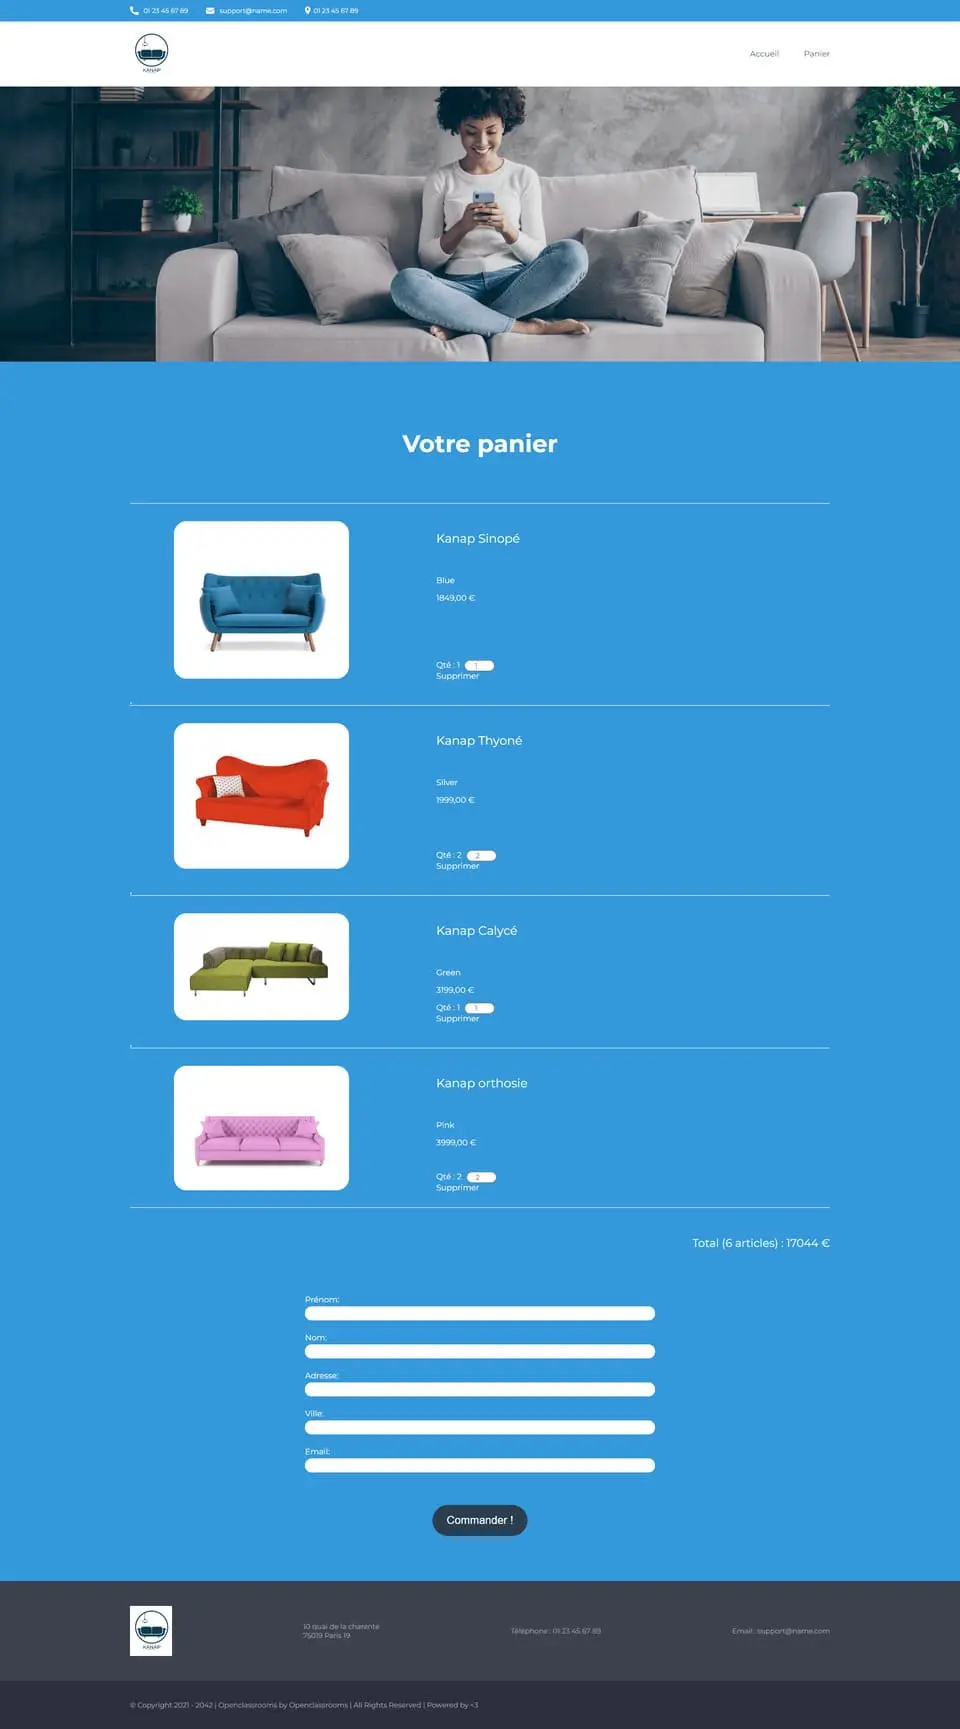 01 23 45 67 89 support@name.com 01 23 45 67 89
KANAP
Accueil Panier
Votre panier
Kanap Sinopé
Blue
1849,00 €
Qté : 1 1
Supprimer
Kanap Thyoné
Silver
1999,00 €
Qté : 2 2
Supprimer
Kanap Calycé
Green
3199,00 €
Qté : 1 1
Supprimer
Kanap orthosie
Pink
3999,00 €
Qté : 2 2
Supprimer
Total (6 articles) : 17044 €
Prénom:
Nom:
Adresse:
Ville:
Email:
Commander !
KANAP
10 quai de la charente
75019 Paris 19
Téléphone : 01 23 45 67 89
Email : support@name.com
© Copyright 2021 - 2042 | Openclassrooms by Openclassrooms | All Rights Reserved | Powered by <3